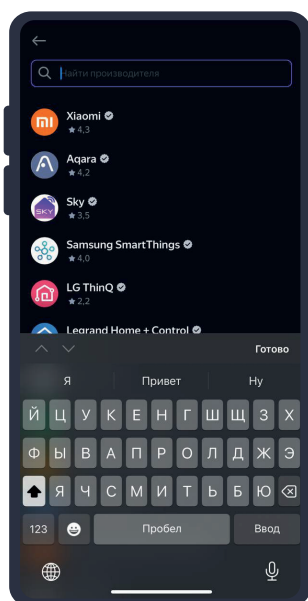 Найти производителя
Xiaomi
4,3
Aqara
4,2
SKY
Sky
3,5
Samsung SmartThings
4,0
LG ThinQ
2,2
Legrand Home + Control
Готово
Я Привет Ну
Й Ц У К Е Н Г Ш Щ З Х
Ф Ы В А П Р О Л Д Ж Э
Я Ч С М И Т Ь Б Ю
123 Пробел Ввод